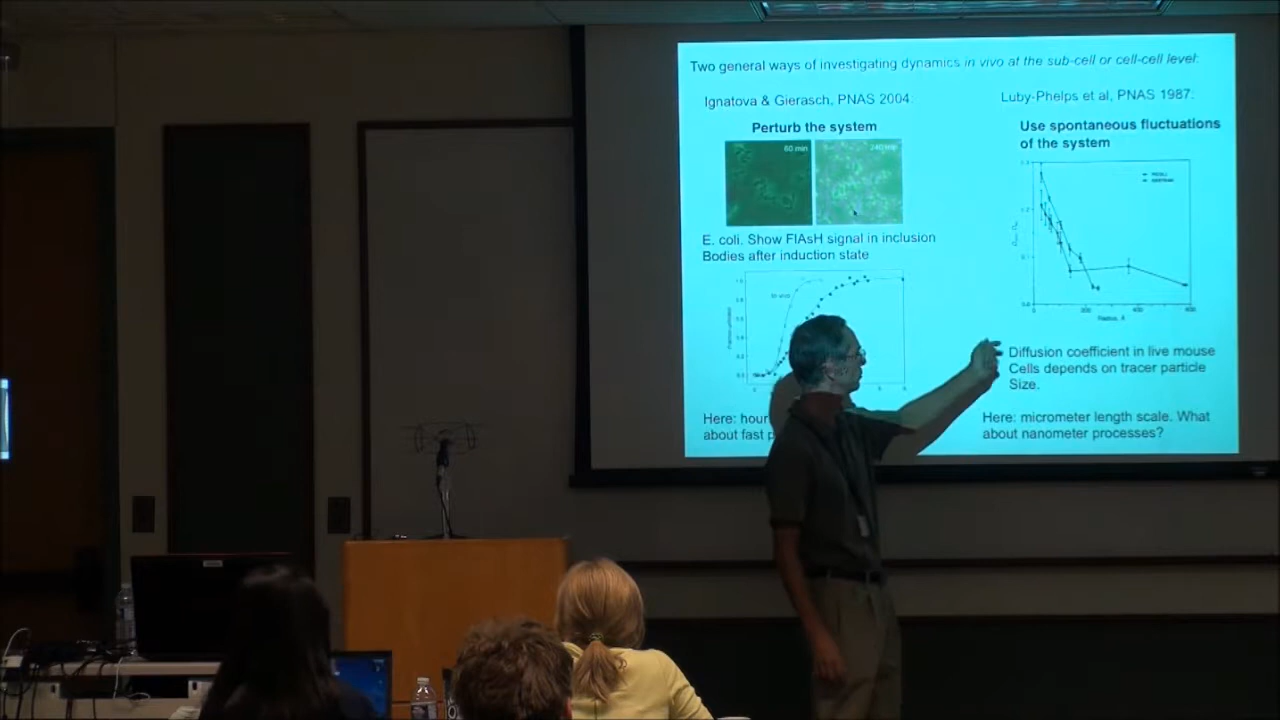 Two general ways of investigating dynamics in vivo at the sub-cell or cell-cell level:
Ignatova & Gierasch, PNAS 2004:
Perturb the system
60 min
240 min
E. coli. Show FlAsH signal in inclusion
Bodies after induction state
in vivo
Here: hour
about fast p
Luby-Phelps et al, PNAS 1987:
Use spontaneous fluctuations
of the system
Radius, Å
Diffusion coefficient in live mouse
Cells depends on tracer particle
Size.
Here: micrometer length scale. What
about nanometer processes?